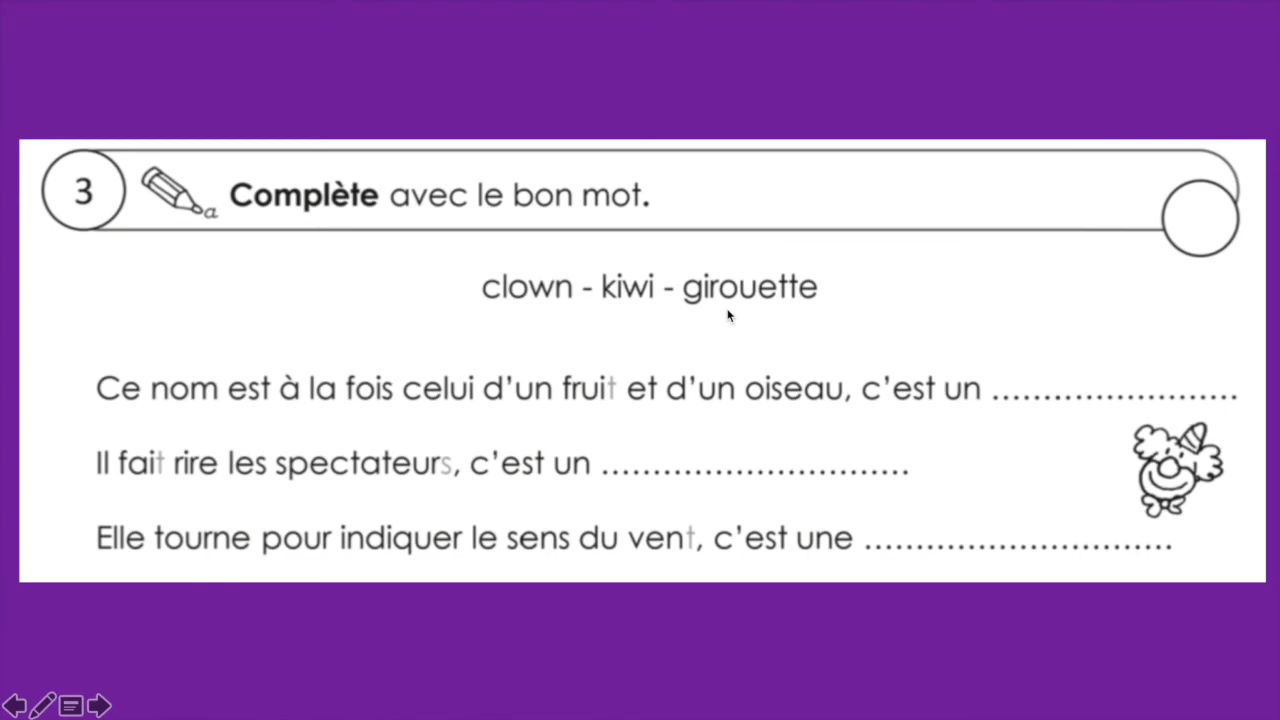 3 a Complète avec le bon mot.
clown - kiwi - girouette
Ce nom est à la fois celui d'un fruit et d'un oiseau, c'est un ........................
Il fait rire les spectateurs, c'est un ..............................
Elle tourne pour indiquer le sens du vent, c'est une ..............................